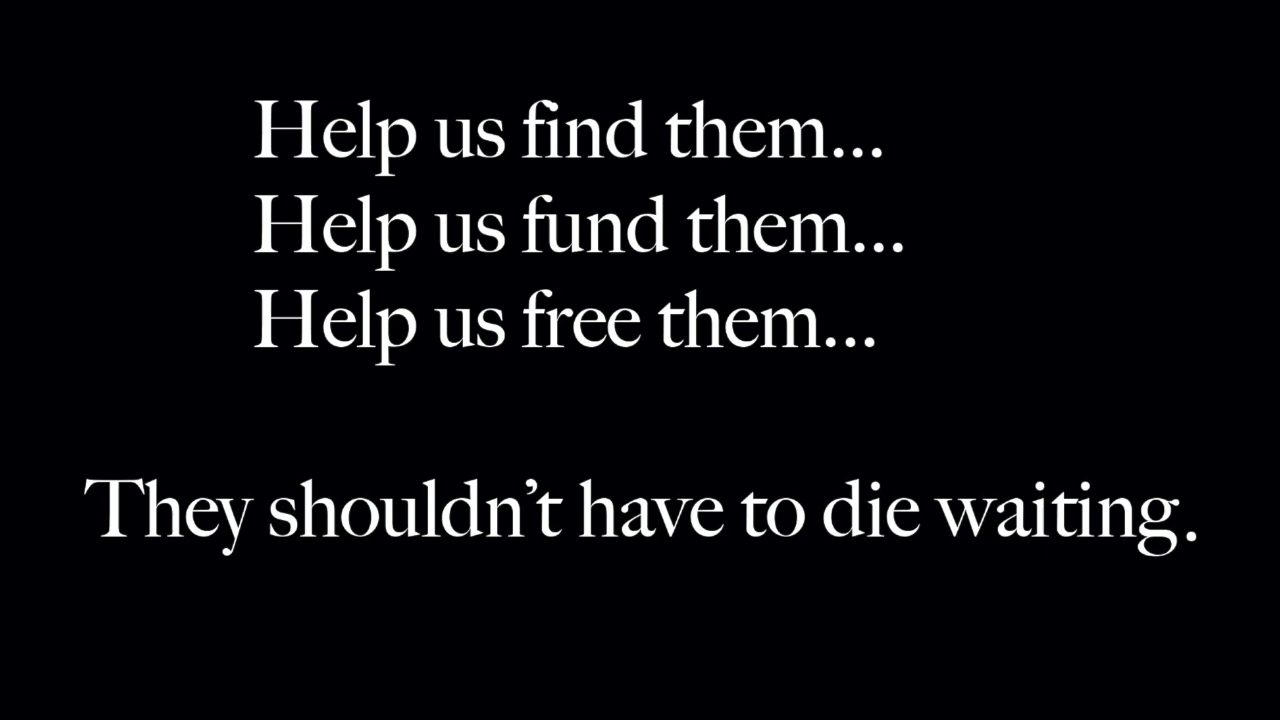 Help us find them...
Help us fund them...
Help us free them...
They shouldn’t have to die waiting.